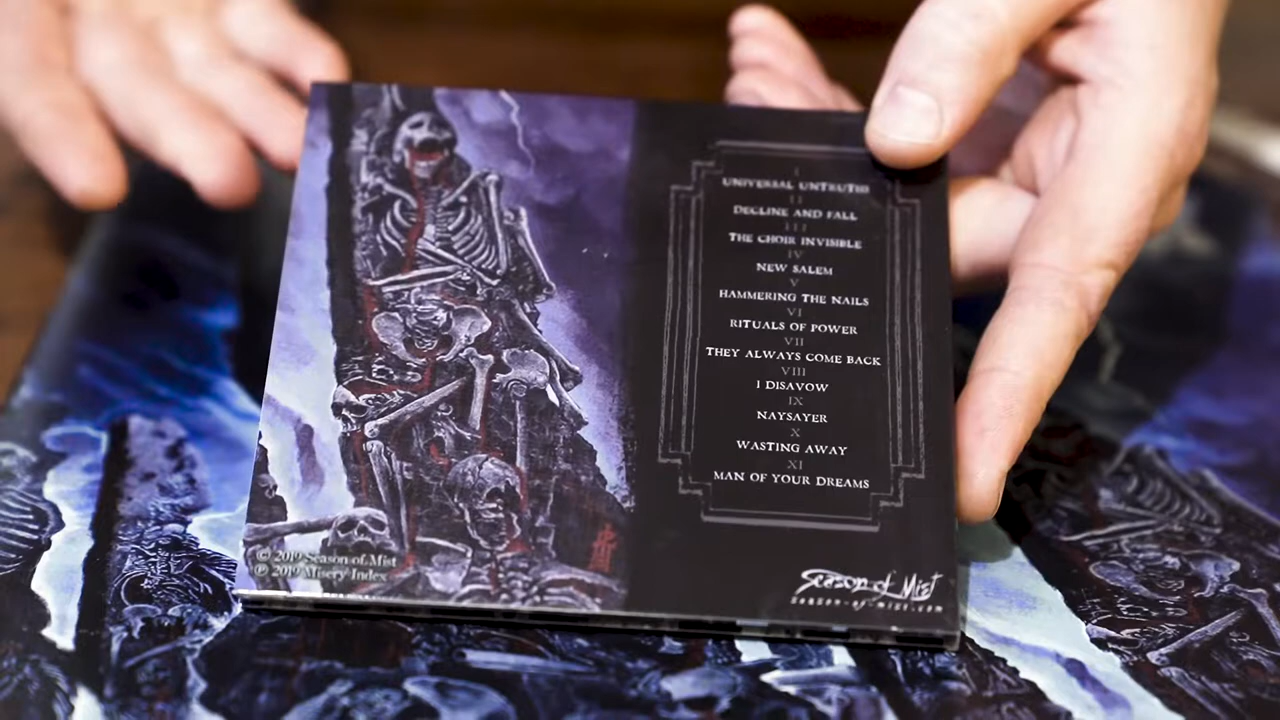 I
UNIVERSAL UNTRUTHS
II
DECLINE AND FALL
III
THE CHOIR INVISIBLE
IV
NEW SALEM
V
HAMMERING THE NAILS
VI
RITUALS OF POWER
VII
THEY ALWAYS COME BACK
VIII
I DISAVOW
IX
NAYSAYER
X
WASTING AWAY
XI
MAN OF YOUR DREAMS
© 2019 Season of Mist
℗ 2019 Misery Index
Season of Mist
season-of-mist.com